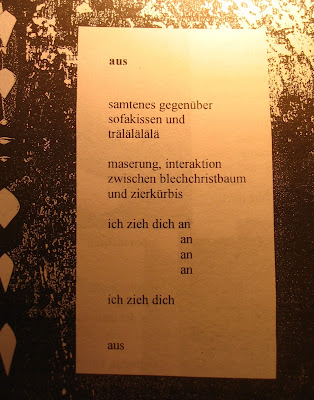 aus
samtenes gegenüber
sofakissen und
trälälälälä
maserung, interaktion
zwischen blechchristbaum
und zierkürbis
ich zieh dich an
an
an
an
ich zieh dich
aus